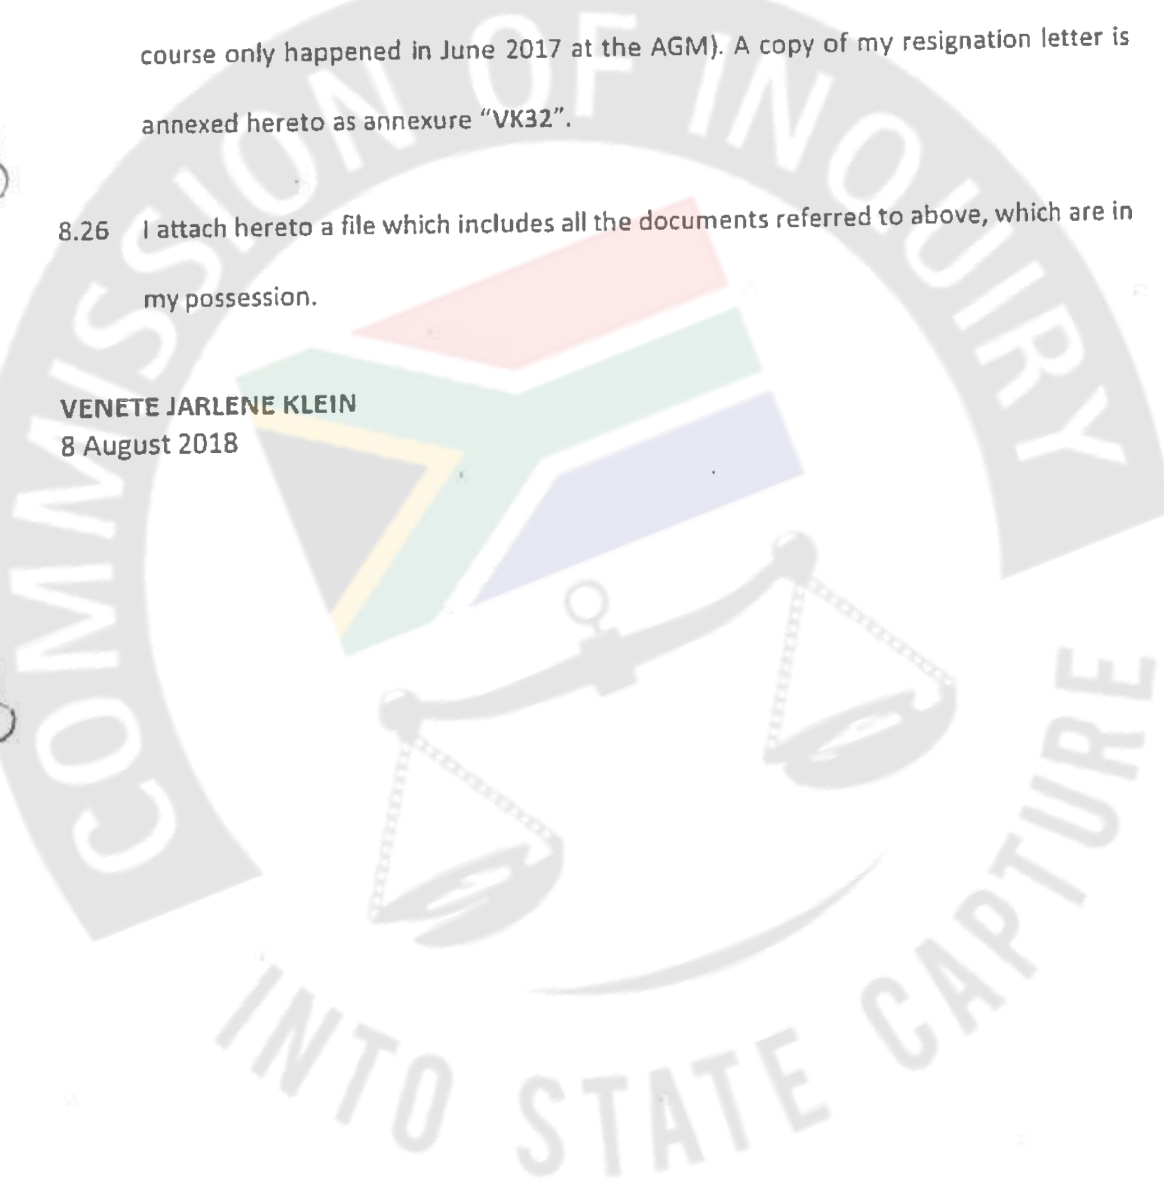 course only happened in June 2017 at the AGM). A copy of my resignation letter is
annexed hereto as annexure “VK32”.
8.26 I attach hereto a file which includes all the documents referred to above, which are in
my possession.
VENETE JARLENE KLEIN
8 August 2018
COMMISSION OF INQUIRY
INTO STATE CAPTURE